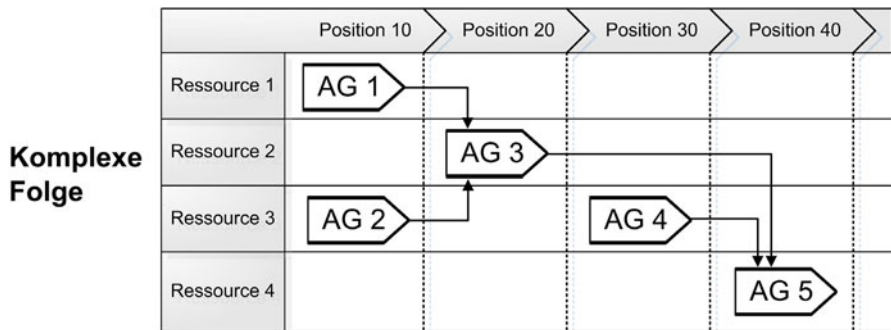 Position 10 Position 20 Position 30 Position 40
Ressource 1 AG 1
Komplexe
Folge
Ressource 2 AG 3
Ressource 3 AG 2 AG 4
Ressource 4 AG 5